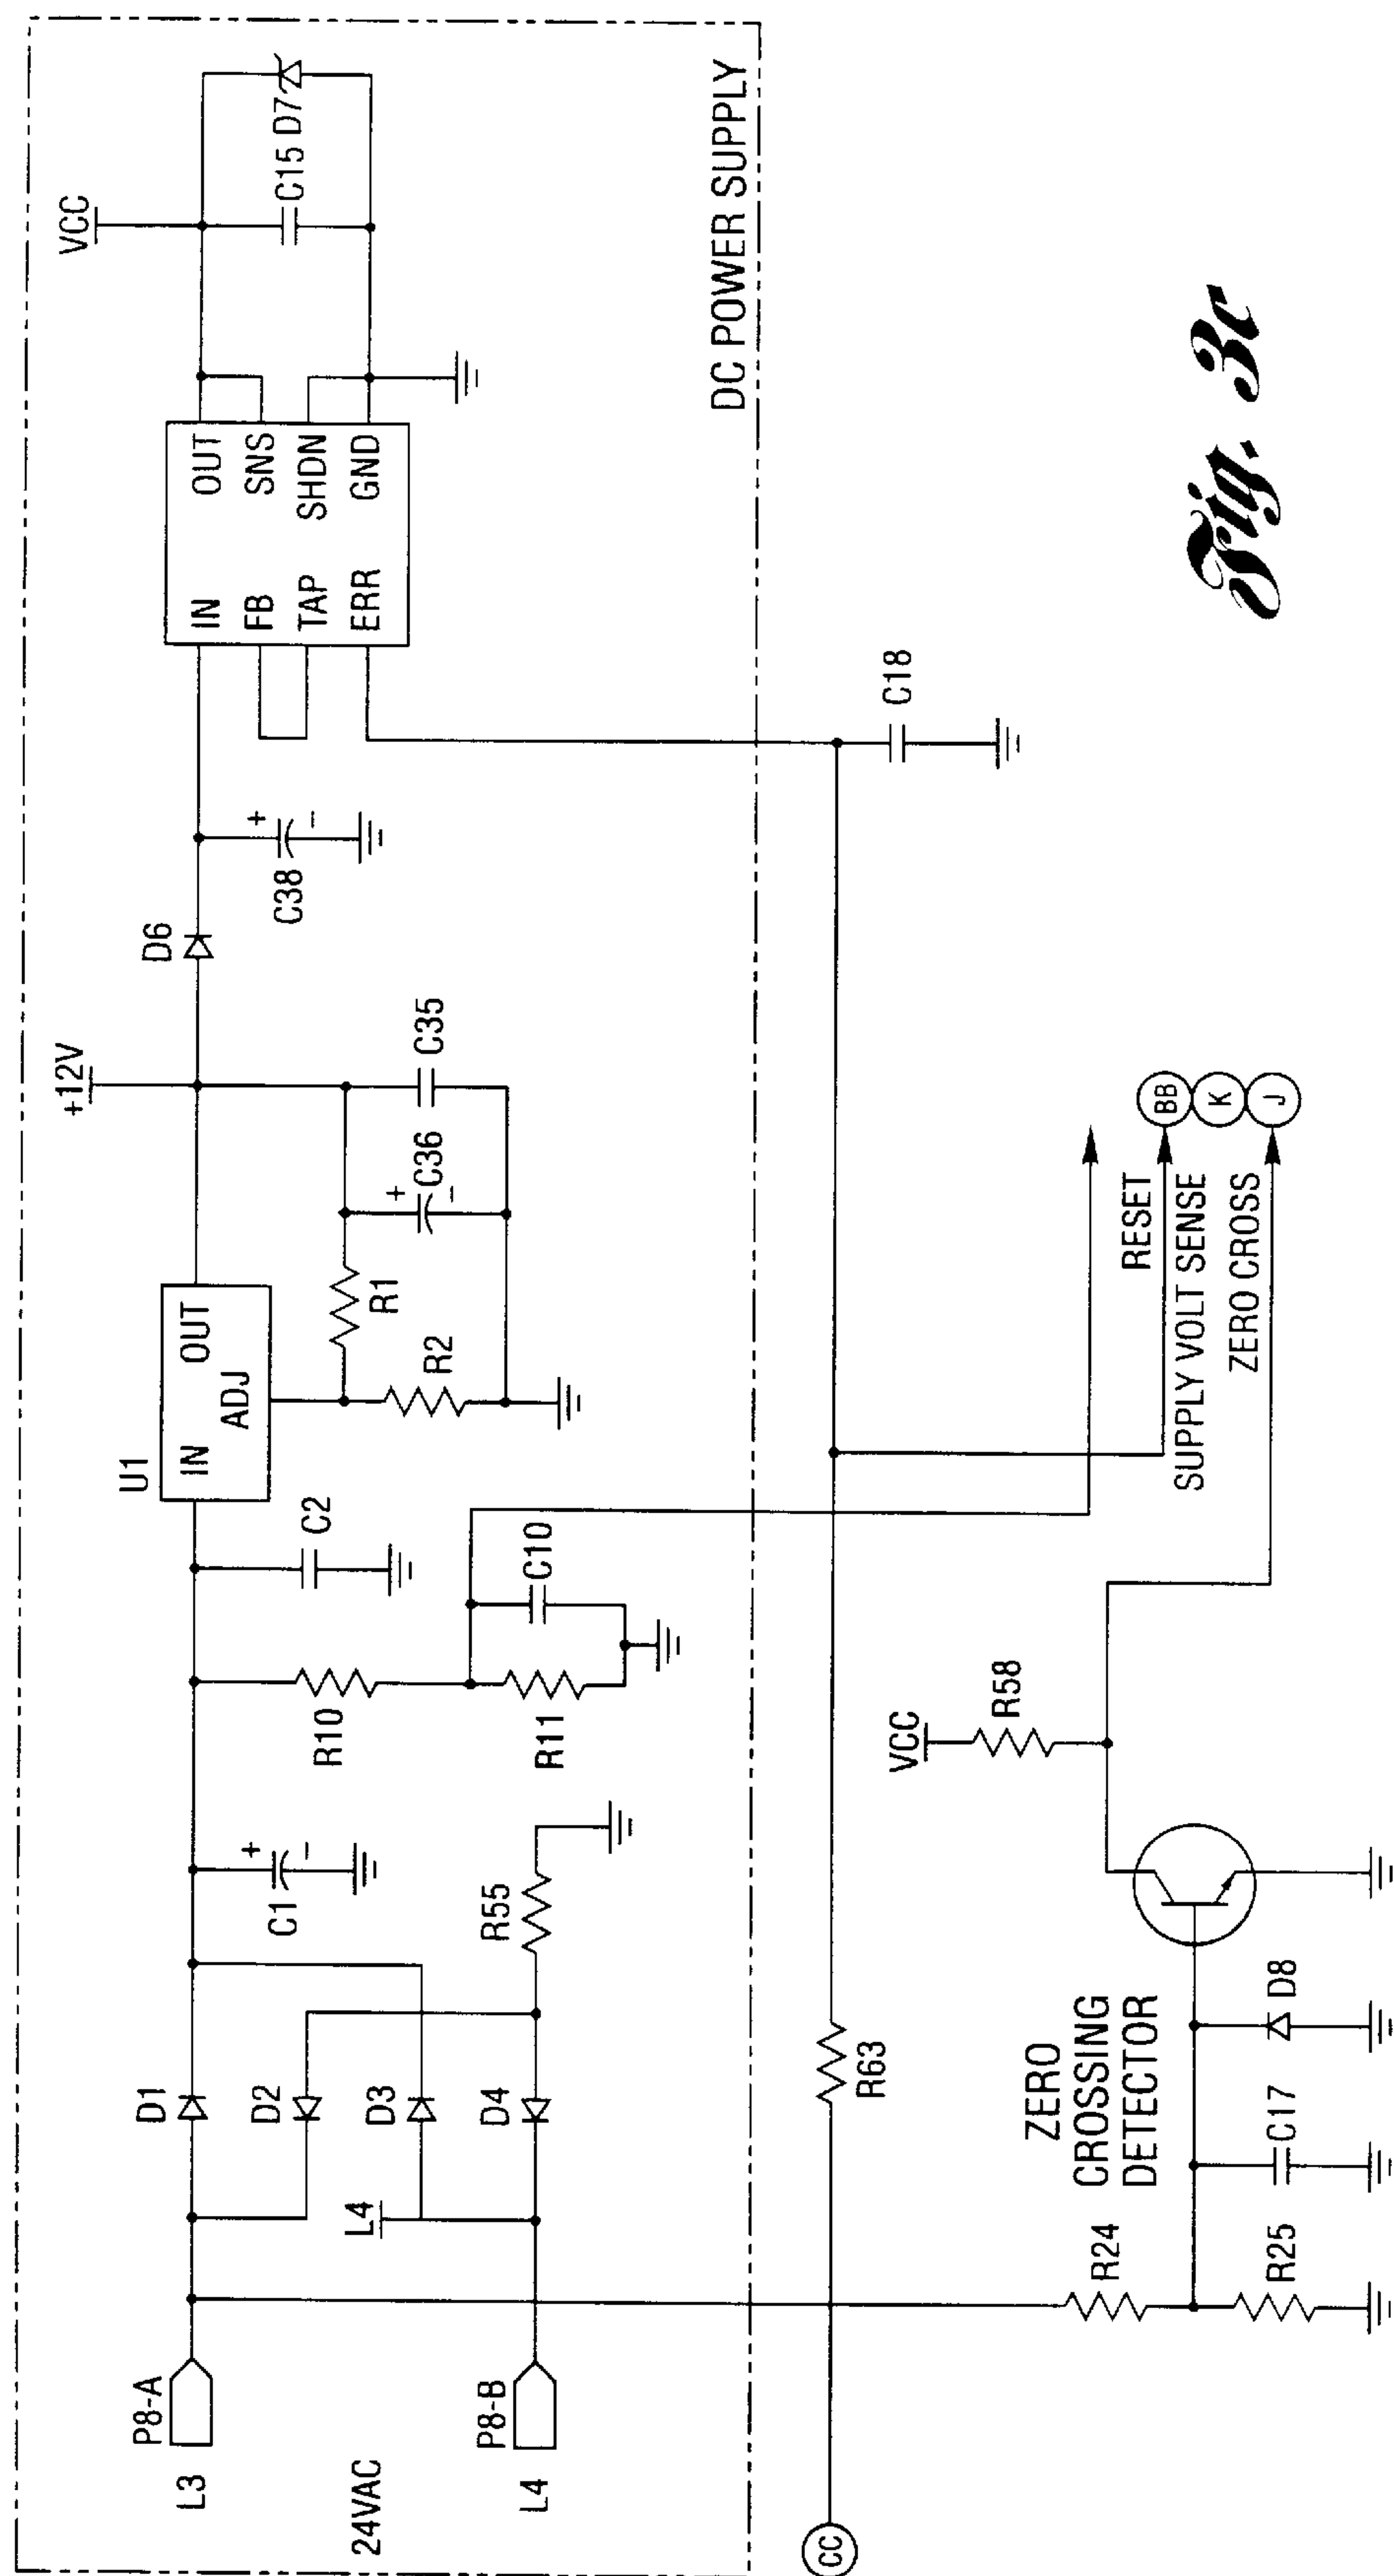 DC POWER SUPPLY
24VAC
L3
P8-A
L4
P8-B
D1
D2
D3
L4
D4
R55
C1
R10
R11
C10
C2
U1
IN
OUT
ADJ
R1
R2
+12V
C36
+
-
C35
D6
C38
+
-
+
-
IN
FB
TAP
ERR
OUT
SNS
SHDN
GND
VCC
C15
D7
CC
R63
C18
RESET
SUPPLY VOLT SENSE
ZERO CROSS
BB
K
J
ZERO
CROSSING
DETECTOR
R24
R25
C17
D8
VCC
R58
Fig. 3c